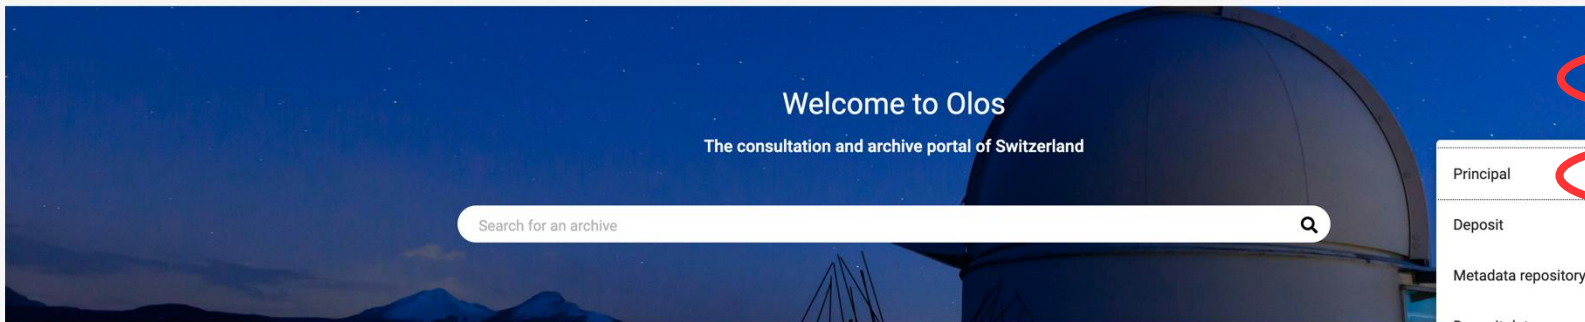 Welcome to Olos
The consultation and archive portal of Switzerland
Search for an archive
Principal
Deposit
Metadata repository